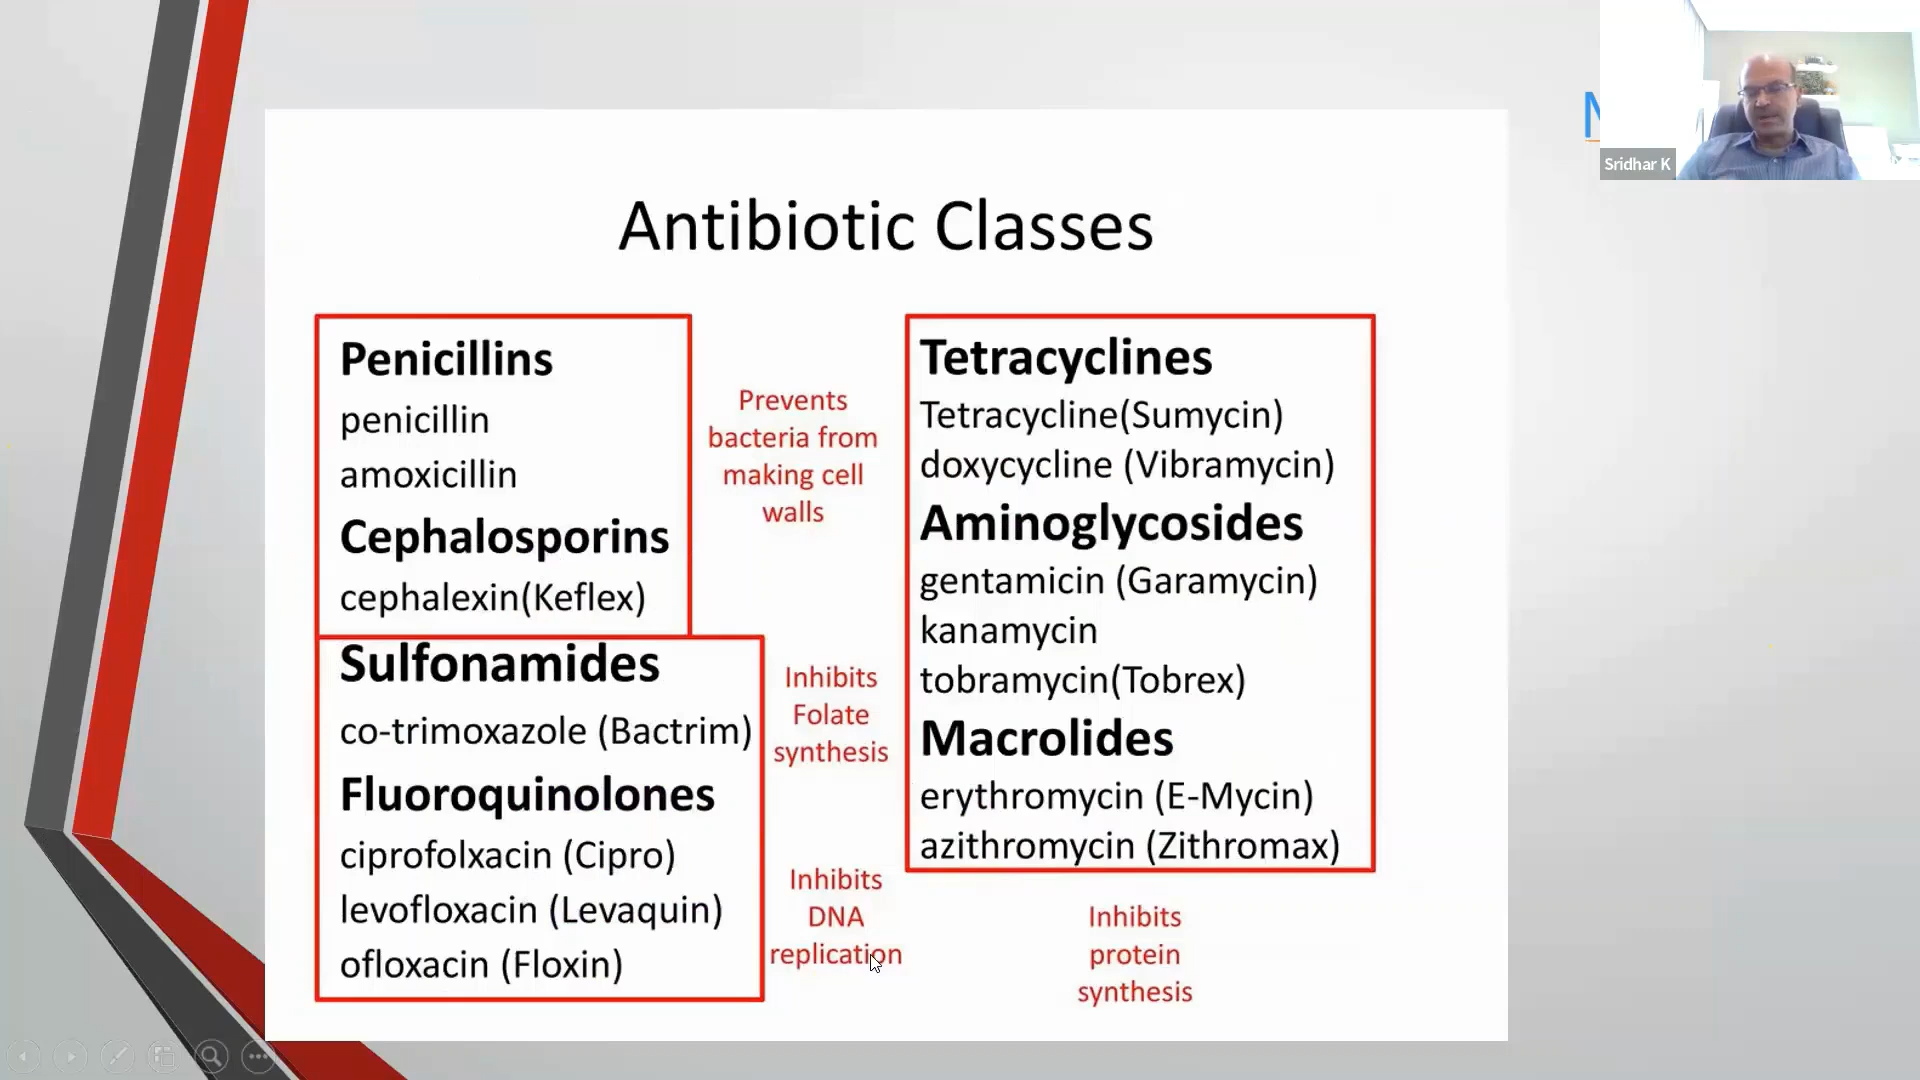 Antibiotic Classes
Penicillins
penicillin
amoxicillin
Cephalosporins
cephalexin(Keflex)
Prevents
bacteria from
making cell
walls
Sulfonamides
co-trimoxazole (Bactrim)
Inhibits
Folate
synthesis
Fluoroquinolones
ciprofolxacin (Cipro)
levofloxacin (Levaquin)
ofloxacin (Floxin)
Inhibits
DNA
replication
Tetracyclines
Tetracycline(Sumycin)
doxycycline (Vibramycin)
Aminoglycosides
gentamicin (Garamycin)
kanamycin
tobramycin(Tobrex)
Macrolides
erythromycin (E-Mycin)
azithromycin (Zithromax)
Inhibits
protein
synthesis
Sridhar K